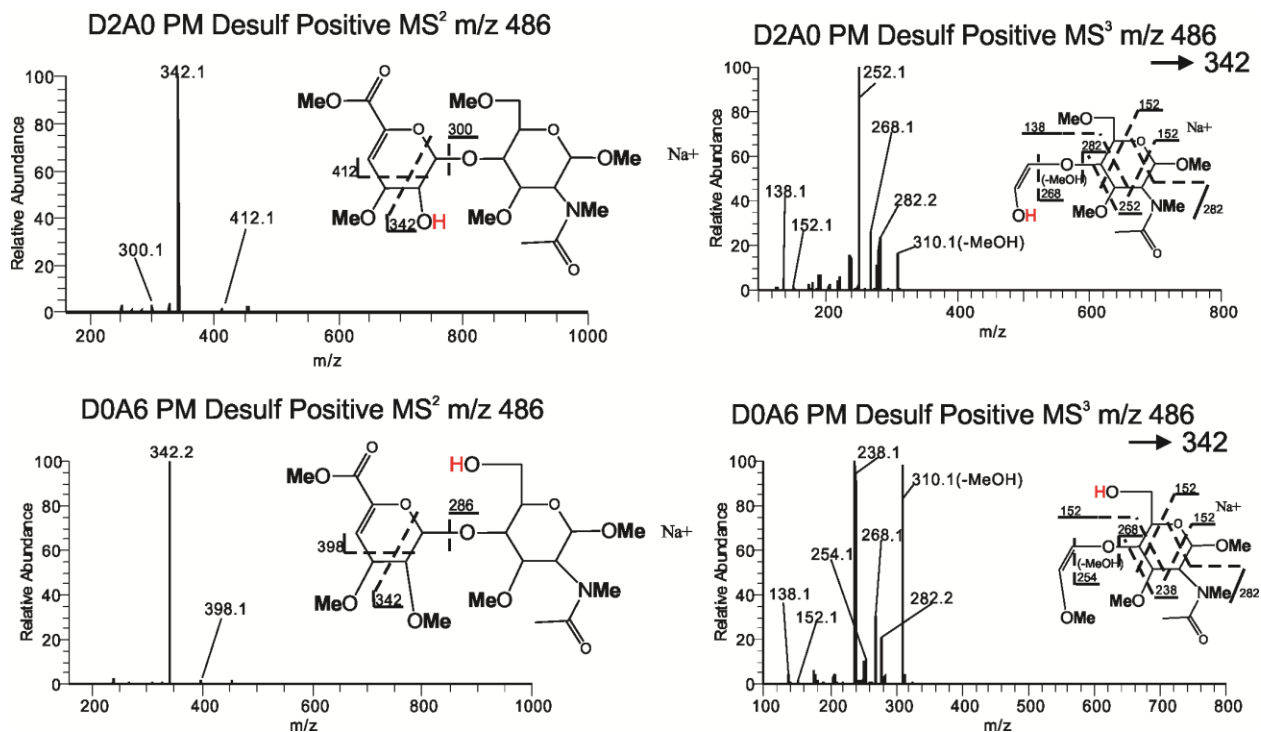 D2A0 PM Desulf Positive MS² m/z 486
Relative Abundance
100
80
60
40
20
0
342.1
300.1
412.1
200
400
600
800
1000
m/z
MeO
O
O
MeO
300
O
412
O
OMe
Na+
MeO
342
OH
MeO
NMe
O
D2A0 PM Desulf Positive MS³ m/z 486
→ 342
Relative Abundance
100
80
60
40
20
0
252.1
268.1
282.2
138.1
152.1
310.1(-MeOH)
200
400
600
800
m/z
152
MeO
138
152
Na+
282
O
O
OMe
(-MeOH)
268
OH
MeO
252
NMe
282
O
D0A6 PM Desulf Positive MS² m/z 486
Relative Abundance
100
80
60
40
20
0
342.2
398.1
200
400
600
800
1000
m/z
MeO
O
O
HO
286
O
398
O
OMe
Na+
MeO
342
OMe
MeO
NMe
O
D0A6 PM Desulf Positive MS³ m/z 486
→ 342
Relative Abundance
100
80
60
40
20
0
238.1
310.1(-MeOH)
254.1
268.1
282.2
138.1
152.1
100
200
300
400
500
600
700
800
m/z
HO
152
152
152
Na+
268
O
O
OMe
(-MeOH)
254
OMe
MeO
238
NMe
282
O